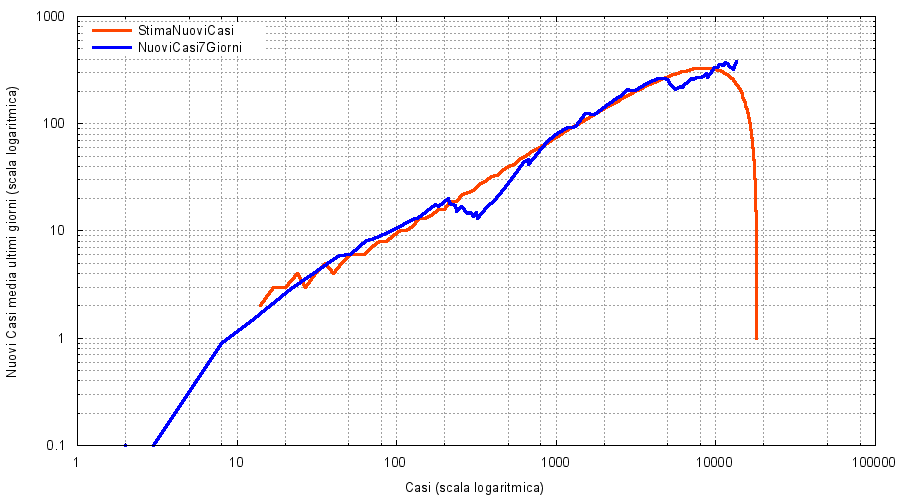 1000
StimaNuoviCasi
NuoviCasi7Giorni
100
10
1
0.1
1 10 100 1000 10000 100000
Nuovi Casi media ultimi giorni (scala logaritmica)
Casi (scala logaritmica)